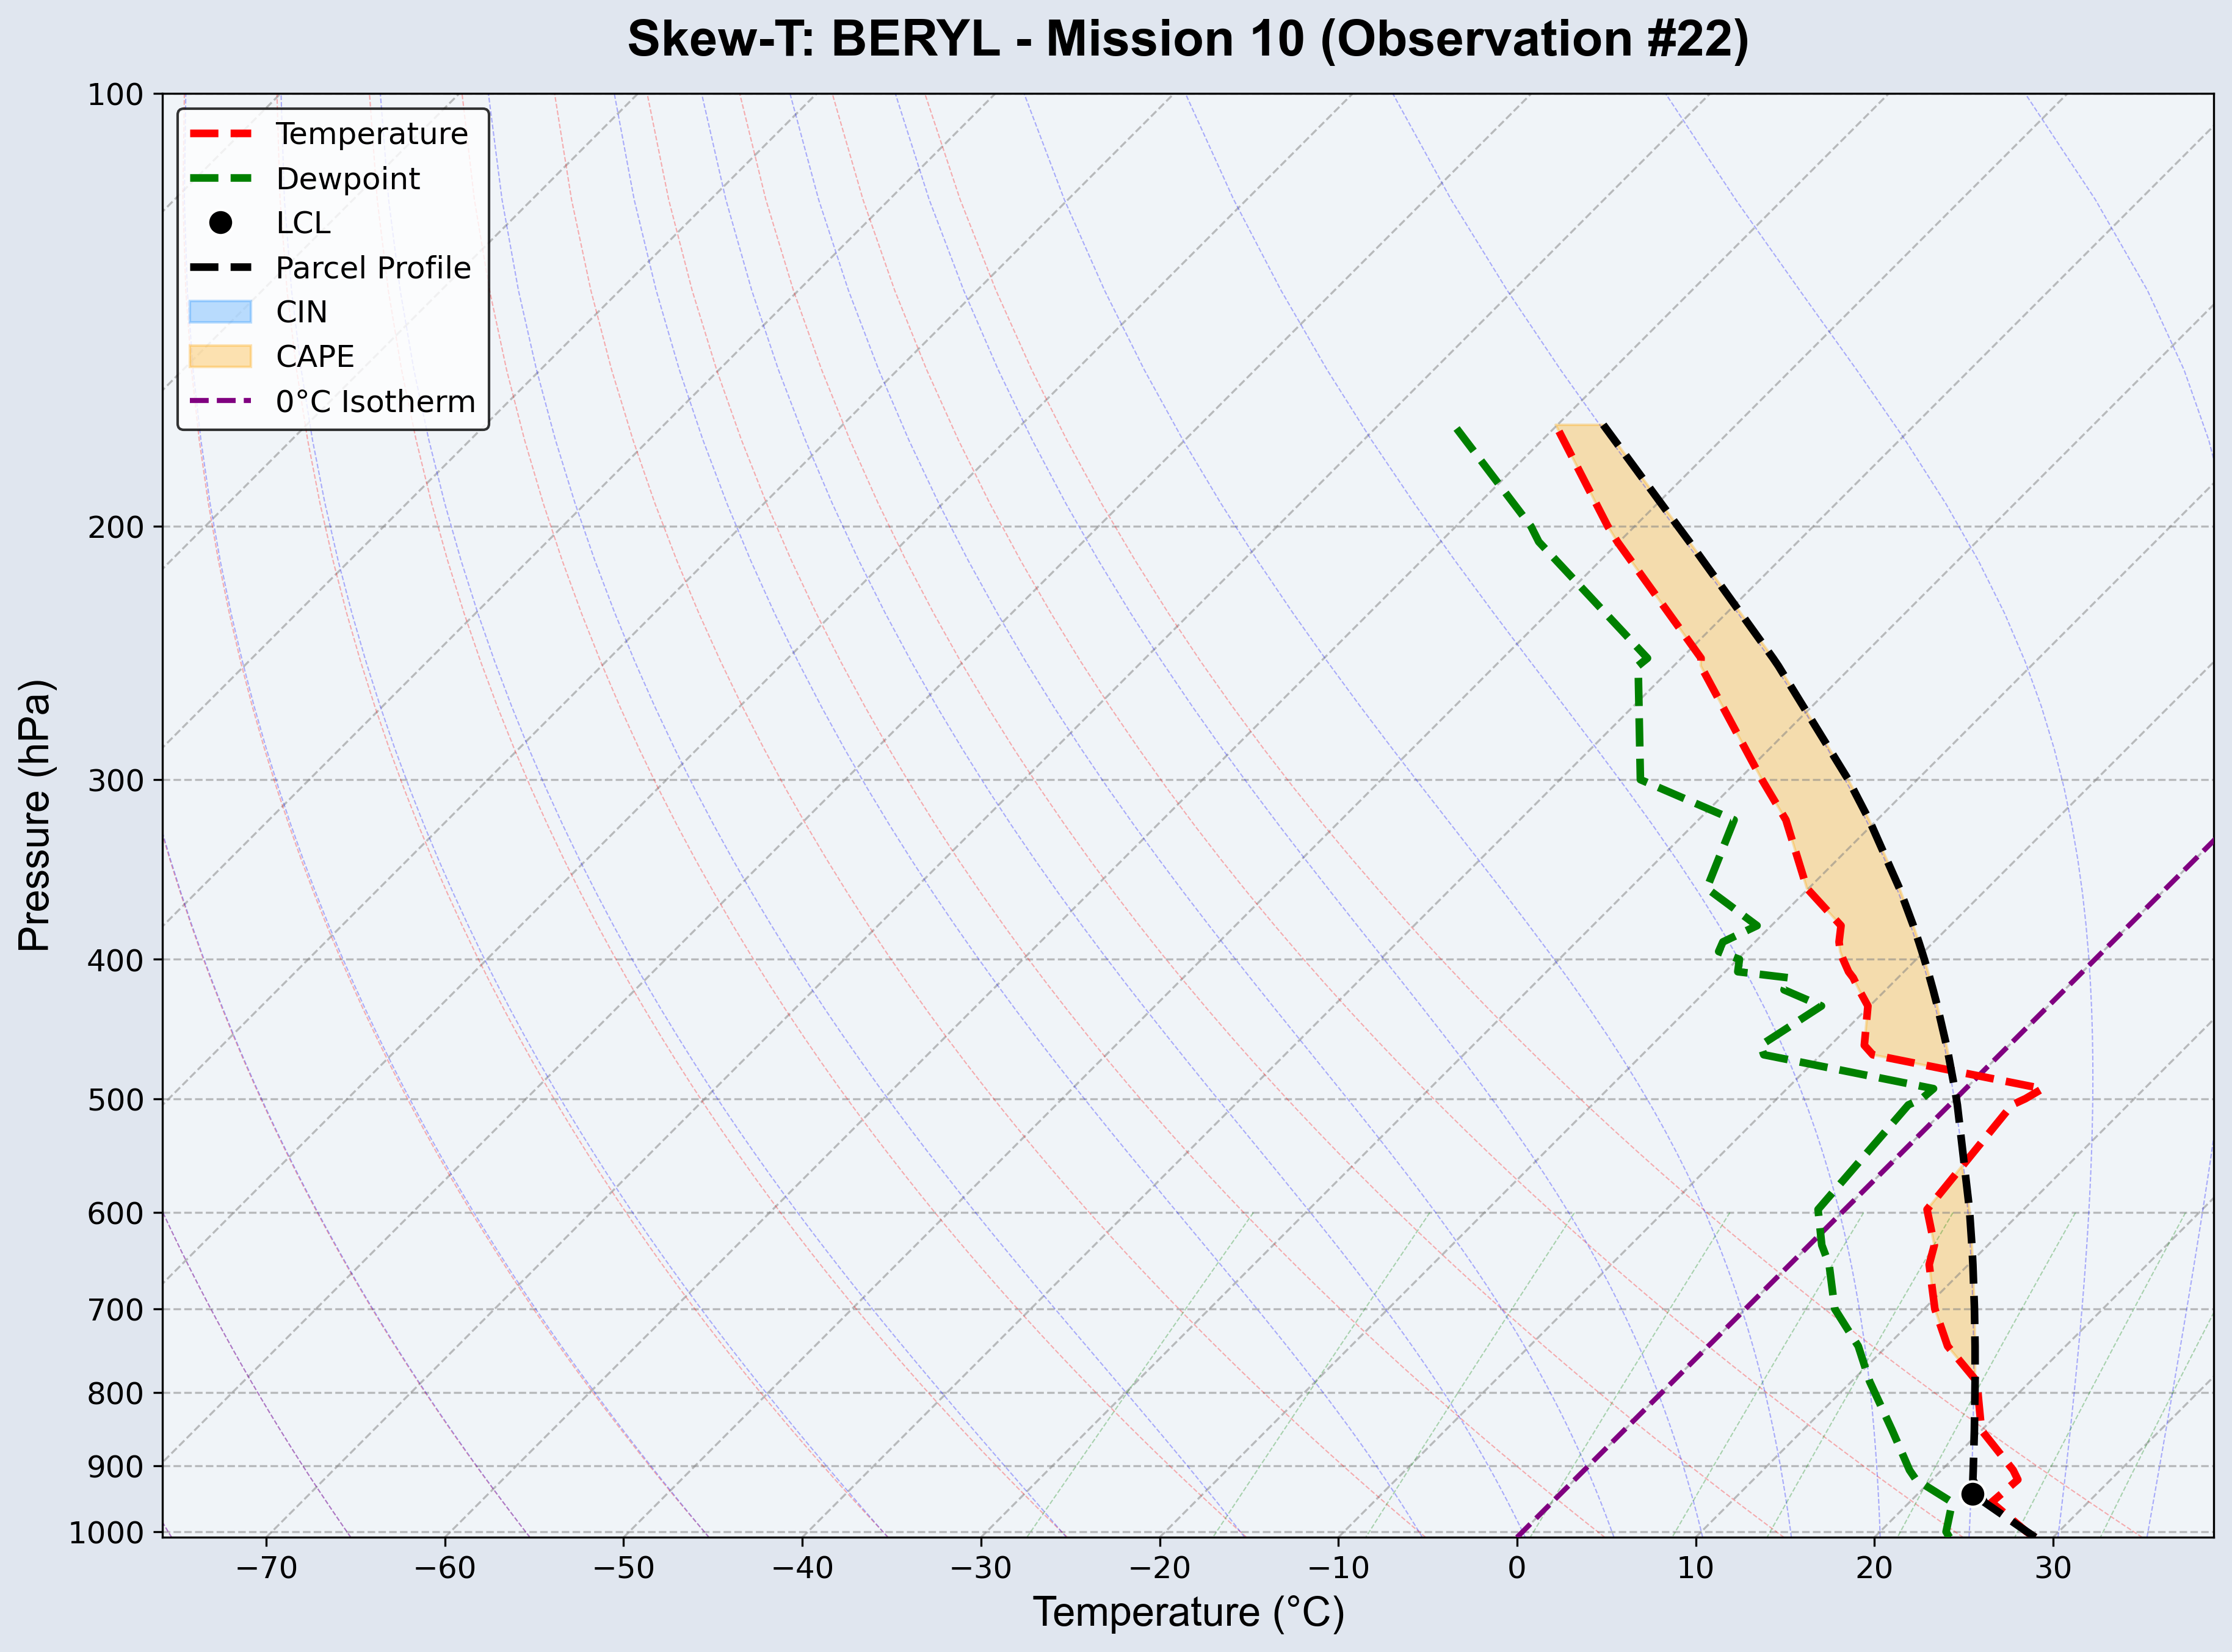 Skew-T: BERYL - Mission 10 (Observation #22)
Temperature
Dewpoint
LCL
Parcel Profile
CIN
CAPE
0°C Isotherm
Pressure (hPa)
100
200
300
400
500
600
700
800
900
1000
−70 −60 −50 −40 −30 −20 −10 0 10 20 30
Temperature (°C)